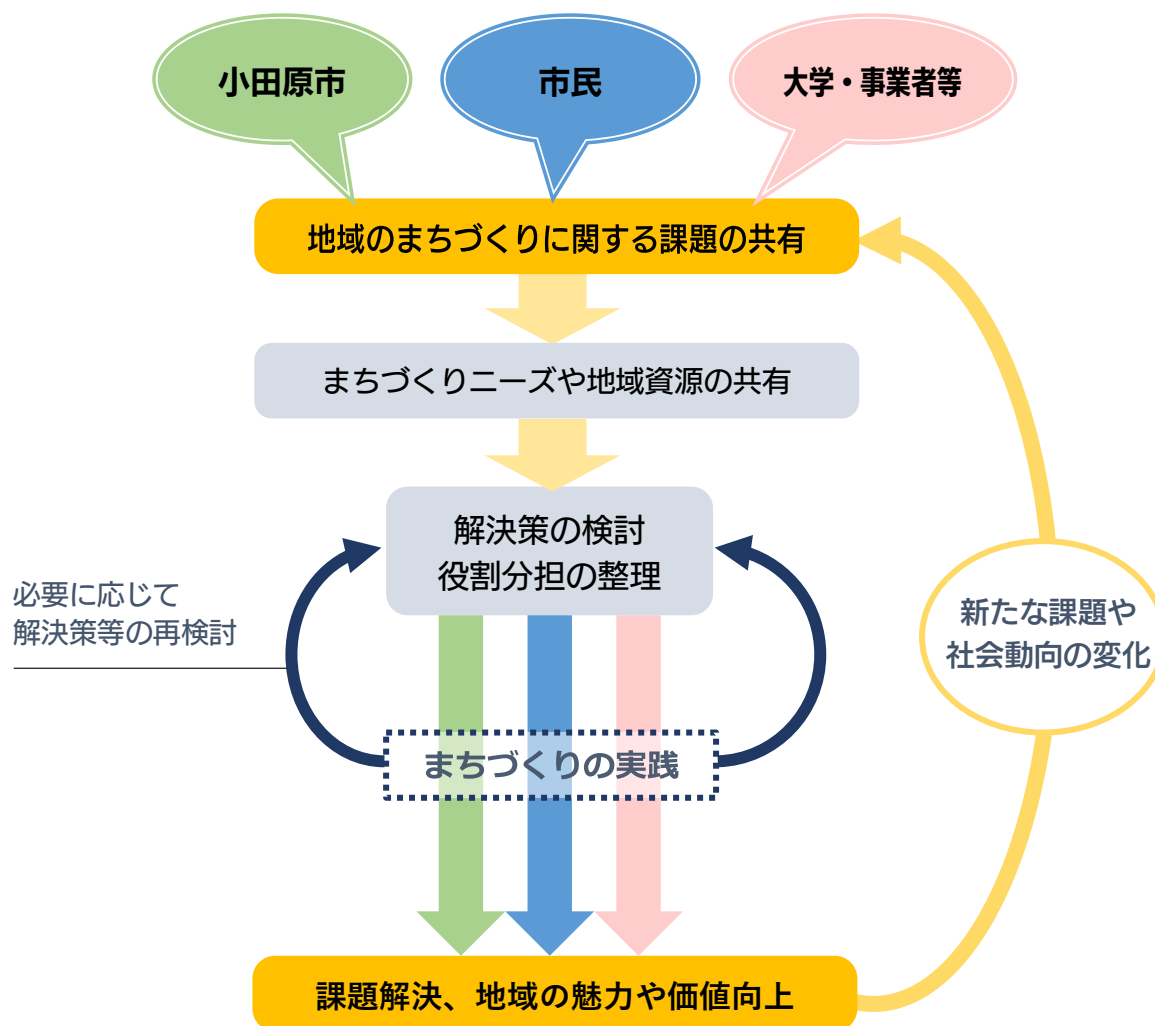 小田原市
市民
大学・事業者等
地域のまちづくりに関する課題の共有
まちづくりニーズや地域資源の共有
解決策の検討
役割分担の整理
必要に応じて
解決策等の再検討
新たな課題や
社会動向の変化
まちづくりの実践
課題解決、地域の魅力や価値向上